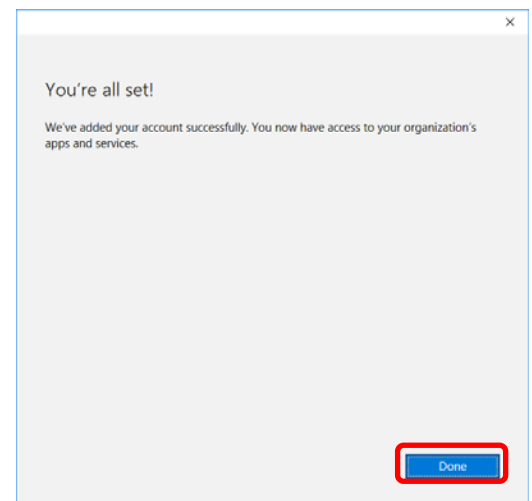 You're all set!
We've added your account successfully. You now have access to your organization's
apps and services.
Done